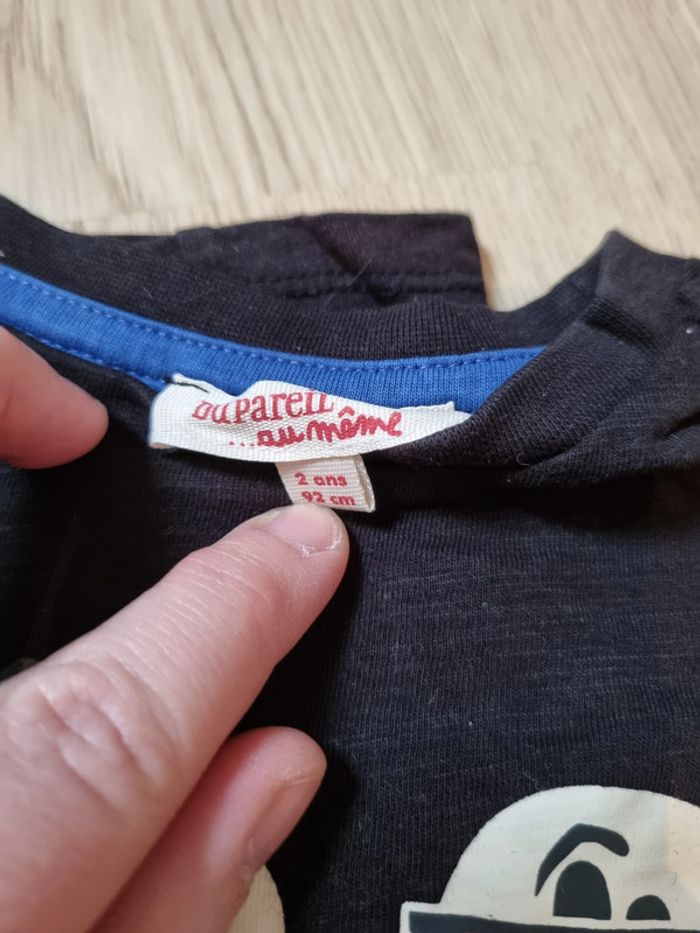 DUPAREIL
...au même
2 ans
92 cm